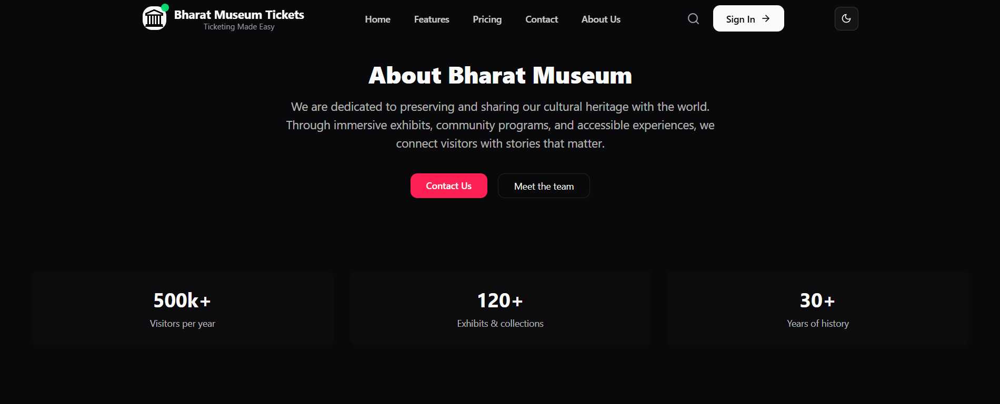 Bharat Museum Tickets
Ticketing Made Easy
Home Features Pricing Contact About Us
Sign In
About Bharat Museum
We are dedicated to preserving and sharing our cultural heritage with the world.
Through immersive exhibits, community programs, and accessible experiences, we
connect visitors with stories that matter.
Contact Us Meet the team
500k+
Visitors per year
120+
Exhibits & collections
30+
Years of history